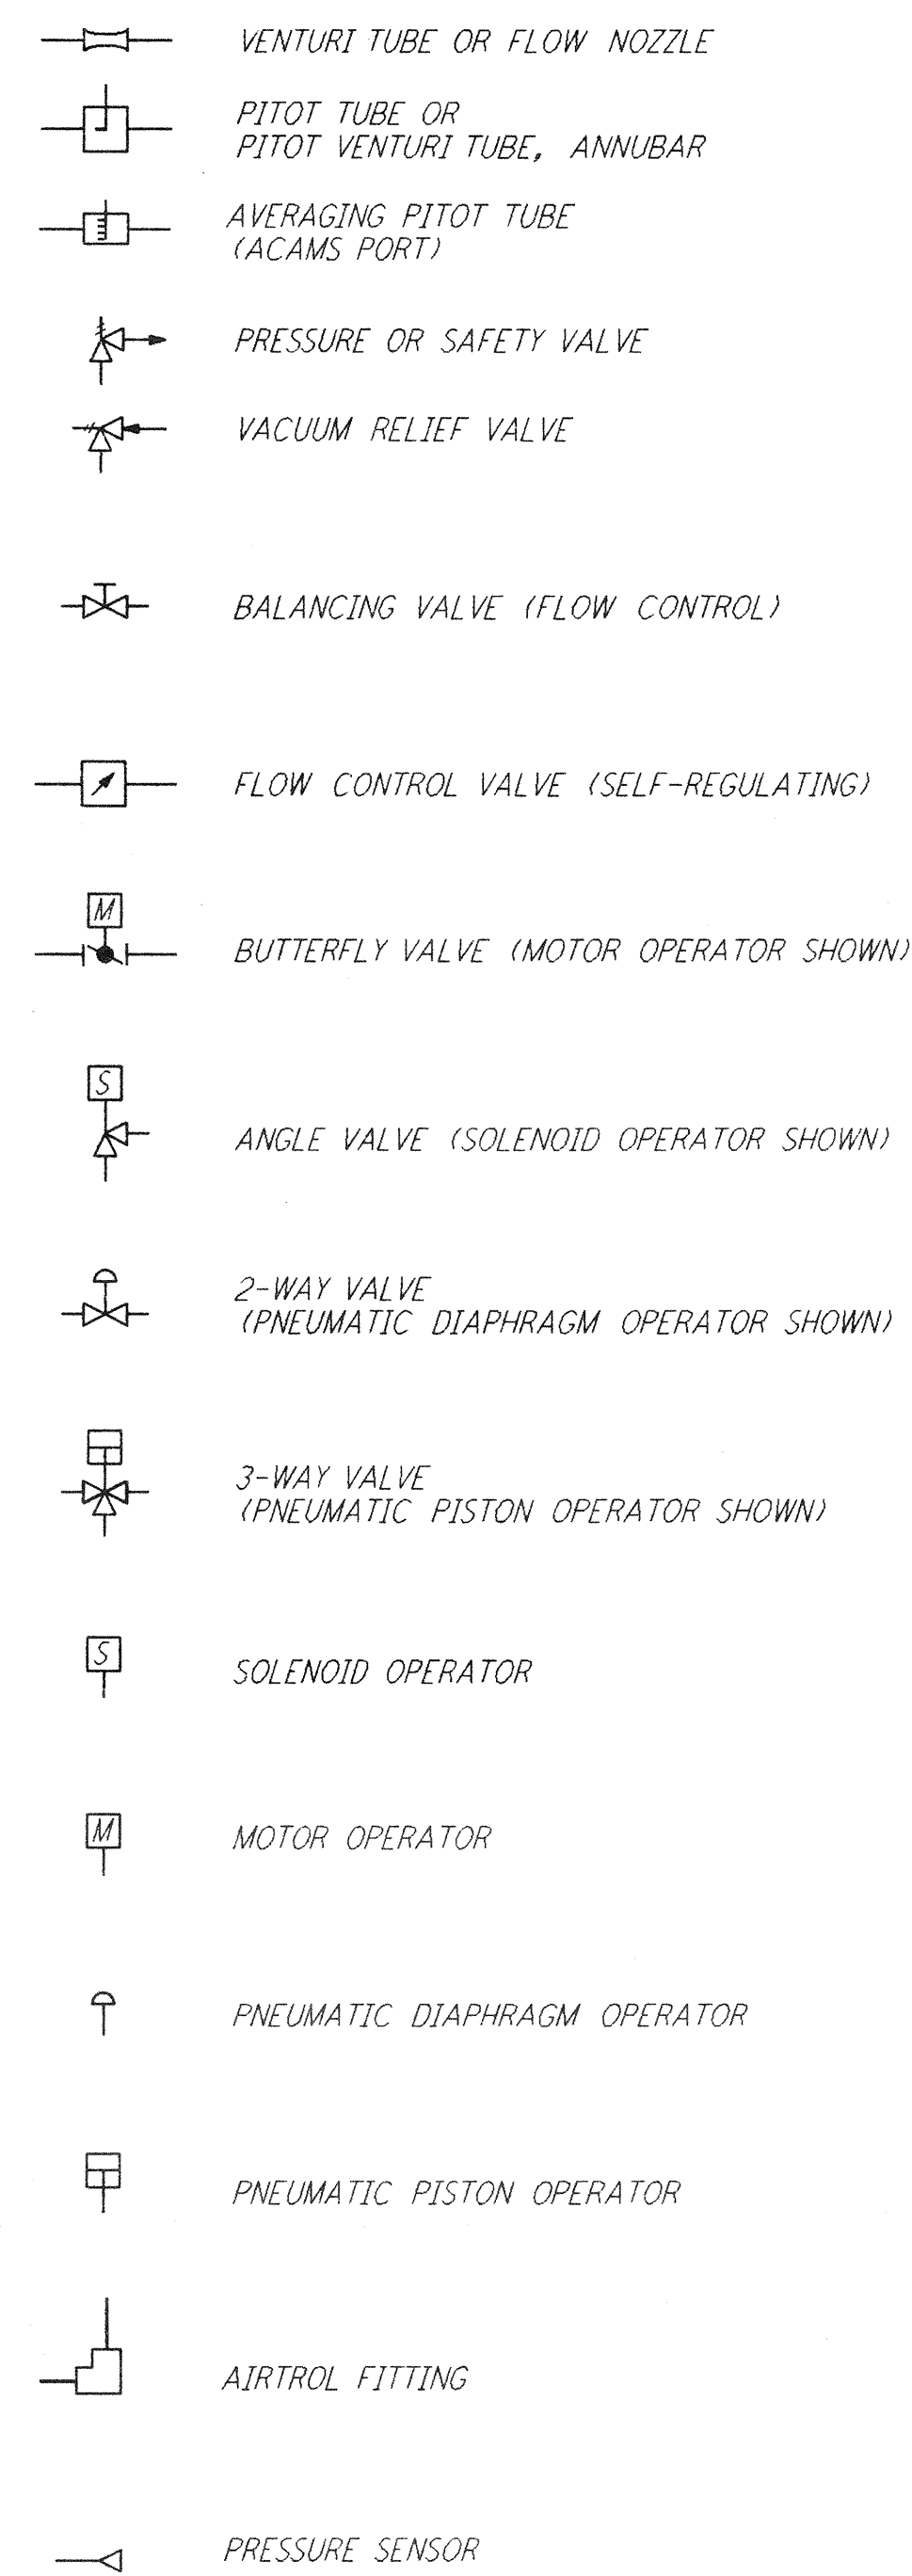 VENTURI TUBE OR FLOW NOZZLE
PITOT TUBE OR
PITOT VENTURI TUBE, ANNUBAR
AVERAGING PITOT TUBE
(ACAMS PORT)
PRESSURE OR SAFETY VALVE
VACUUM RELIEF VALVE
BALANCING VALVE (FLOW CONTROL)
FLOW CONTROL VALVE (SELF-REGULATING)
M
BUTTERFLY VALVE (MOTOR OPERATOR SHOWN)
S
ANGLE VALVE (SOLENOID OPERATOR SHOWN)
2-WAY VALVE
(PNEUMATIC DIAPHRAGM OPERATOR SHOWN)
3-WAY VALVE
(PNEUMATIC PISTON OPERATOR SHOWN)
S
SOLENOID OPERATOR
M
MOTOR OPERATOR
PNEUMATIC DIAPHRAGM OPERATOR
PNEUMATIC PISTON OPERATOR
AIRTROL FITTING
PRESSURE SENSOR